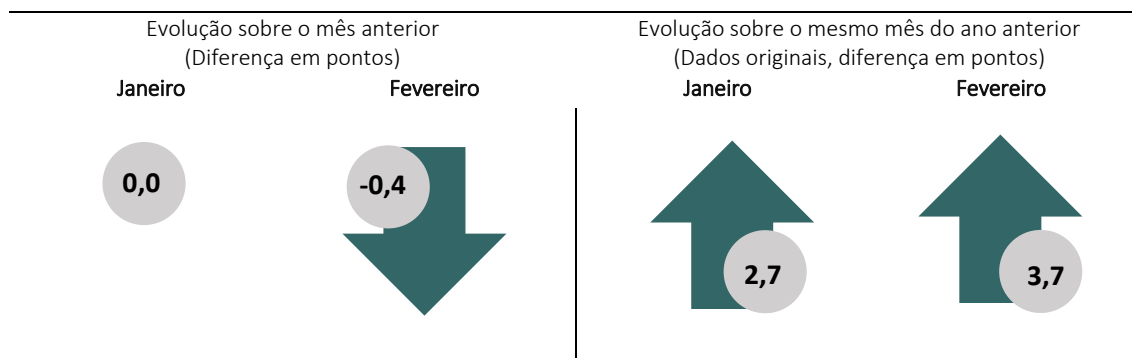 Evolução sobre o mês anterior
(Diferença em pontos)
Janeiro Fevereiro
0,0
-0,4
Evolução sobre o mesmo mês do ano anterior
(Dados originais, diferença em pontos)
Janeiro Fevereiro
2,7
3,7